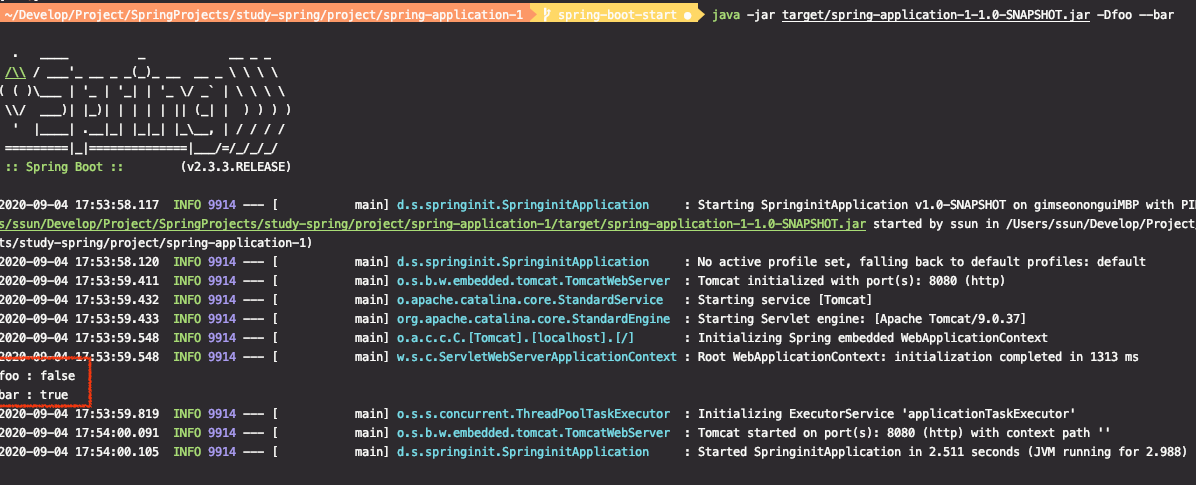 ~/Develop/Project/SpringProjects/study-spring/project/spring-application-1 spring-boot-start ● java -jar target/spring-application-1-1.0-SNAPSHOT.jar -Dfoo --bar
  .   ____          _            __ _ _
 /\\ / ___'_ __ _ _(_)_ __  __ _ \ \ \ \
( ( )\___ | '_ | '_| | '_ \/ _` | \ \ \ \
 \\/  ___)| |_)| | | | | || (_| |  ) ) ) )
  '  |____| .__|_| |_|_| |_\__, | / / / /
 =========|_|==============|___/=/_/_/_/
 :: Spring Boot ::        (v2.3.3.RELEASE)
2020-09-04 17:53:58.117  INFO 9914 --- [           main] d.s.springinit.SpringinitApplication     : Starting SpringinitApplication v1.0-SNAPSHOT on gimseononguiMBP with PI
s/ssun/Develop/Project/SpringProjects/study-spring/project/spring-application-1/target/spring-application-1-1.0-SNAPSHOT.jar started by ssun in /Users/ssun/Develop/Project/
ts/study-spring/project/spring-application-1)
2020-09-04 17:53:58.120  INFO 9914 --- [           main] d.s.springinit.SpringinitApplication     : No active profile set, falling back to default profiles: default
2020-09-04 17:53:59.411  INFO 9914 --- [           main] o.s.b.w.embedded.tomcat.TomcatWebServer  : Tomcat initialized with port(s): 8080 (http)
2020-09-04 17:53:59.432  INFO 9914 --- [           main] o.apache.catalina.core.StandardService   : Starting service [Tomcat]
2020-09-04 17:53:59.433  INFO 9914 --- [           main] org.apache.catalina.core.StandardEngine  : Starting Servlet engine: [Apache Tomcat/9.0.37]
2020-09-04 17:53:59.548  INFO 9914 --- [           main] o.a.c.c.C.[Tomcat].[localhost].[/]       : Initializing Spring embedded WebApplicationContext
2020-09-04 17:53:59.548  INFO 9914 --- [           main] w.s.c.ServletWebServerApplicationContext : Root WebApplicationContext: initialization completed in 1313 ms
foo : false
bar : true
2020-09-04 17:53:59.819  INFO 9914 --- [           main] o.s.s.concurrent.ThreadPoolTaskExecutor  : Initializing ExecutorService 'applicationTaskExecutor'
2020-09-04 17:54:00.091  INFO 9914 --- [           main] o.s.b.w.embedded.tomcat.TomcatWebServer  : Tomcat started on port(s): 8080 (http) with context path ''
2020-09-04 17:54:00.105  INFO 9914 --- [           main] d.s.springinit.SpringinitApplication     : Started SpringinitApplication in 2.511 seconds (JVM running for 2.988)